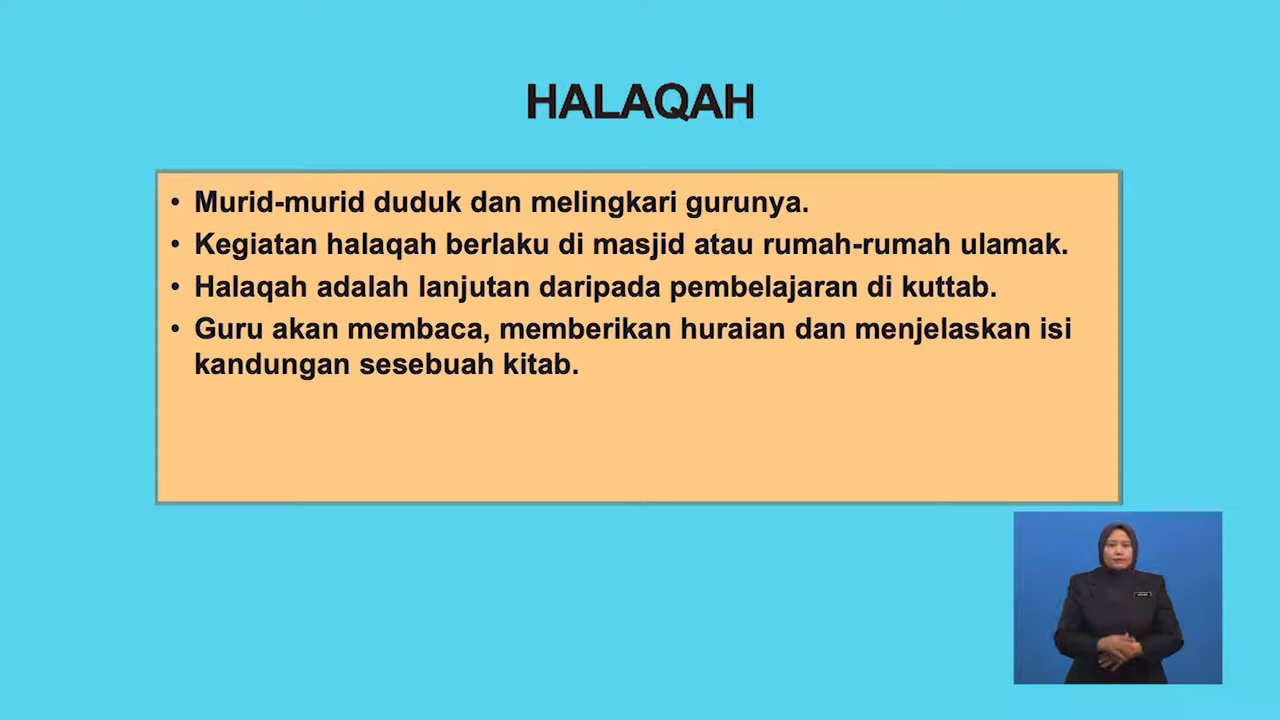 HALAQAH
• Murid-murid duduk dan melingkari gurunya.
• Kegiatan halaqah berlaku di masjid atau rumah-rumah ulamak.
• Halaqah adalah lanjutan daripada pembelajaran di kuttab.
• Guru akan membaca, memberikan huraian dan menjelaskan isi
kandungan sesebuah kitab.